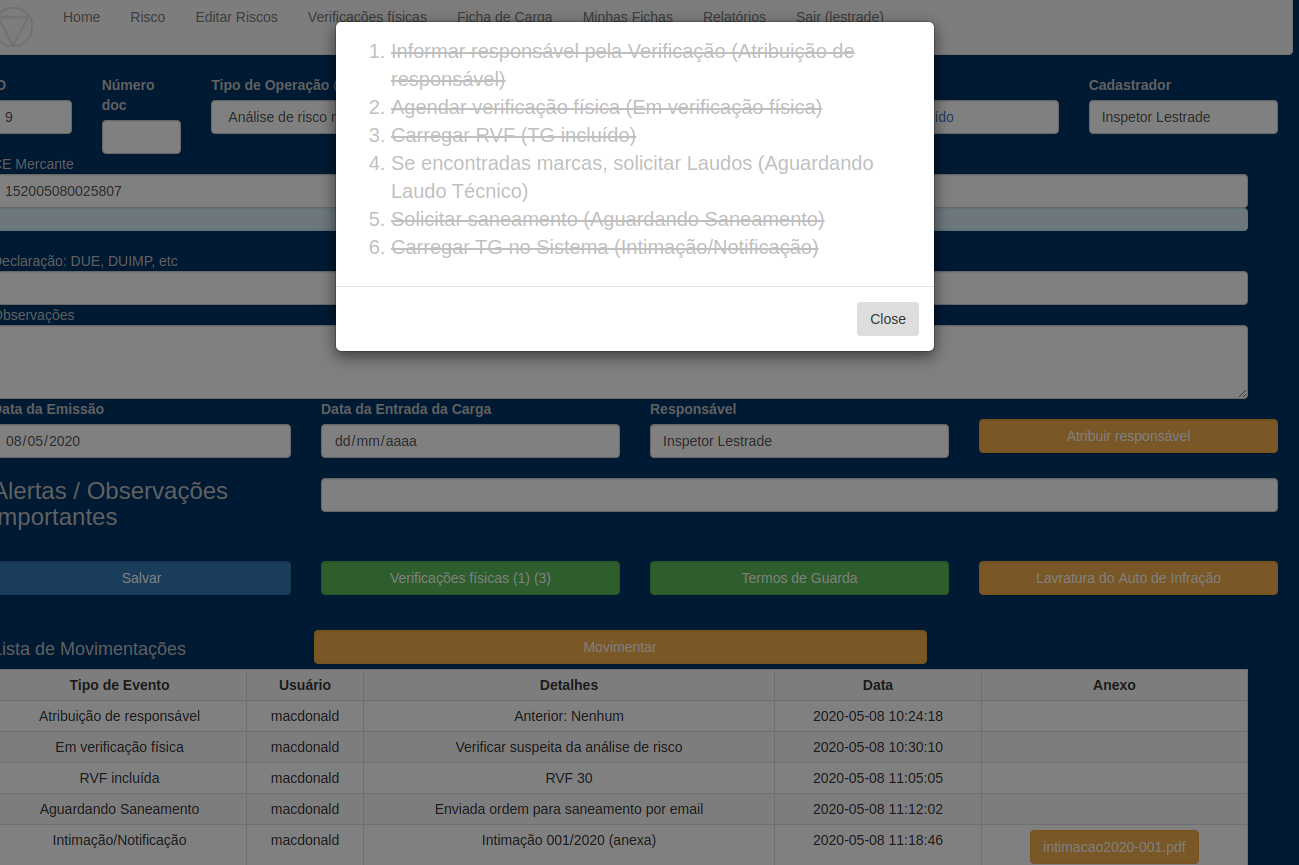 Home Risco Editar Riscos Verificações físicas Ficha de Carga Minhas Fichas Relatórios Sair (lestrade)
1. Informar responsável pela Verificação (Atribuição de
responsável)
2. Agendar verificação física (Em verificação física)
3. Carregar RVF (TG incluído)
4. Se encontradas marcas, solicitar Laudos (Aguardando
Laudo Técnico)
5. Solicitar saneamento (Aguardando Saneamento)
6. Carregar TG no Sistema (Intimação/Notificação)
Close
Número
doc
Tipo de Operação
Cadastrador
9
Análise de risco
Inspetor Lestrade
CE Mercante
152005080025807
Declaração: DUE, DUIMP, etc
Observações
Data da Emissão Data da Entrada da Carga Responsável
08/05/2020 dd/mm/aaaa Inspetor Lestrade Atribuir responsável
Alertas / Observações
Importantes
Salvar Verificações físicas (1) (3) Termos de Guarda Lavratura do Auto de Infração
Lista de Movimentações Movimentar
Tipo de Evento Usuário Detalhes Data Anexo
Atribuição de responsável macdonald Anterior: Nenhum 2020-05-08 10:24:18
Em verificação física macdonald Verificar suspeita da análise de risco 2020-05-08 10:30:10
RVF incluída macdonald RVF 30 2020-05-08 11:05:05
Aguardando Saneamento macdonald Enviada ordem para saneamento por email 2020-05-08 11:12:02
Intimação/Notificação macdonald Intimação 001/2020 (anexa) 2020-05-08 11:18:46 intimacao2020-001.pdf